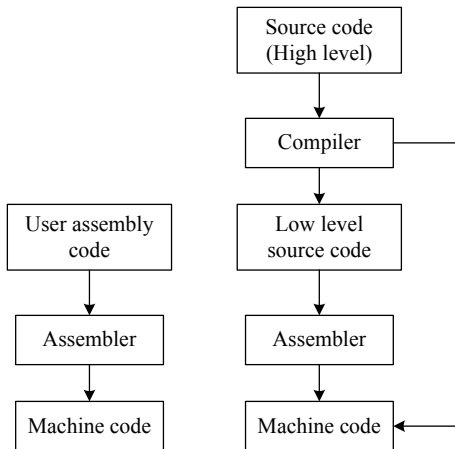 Source code
(High level)
Compiler
User assembly
code
Low level
source code
Assembler
Assembler
Machine code
Machine code